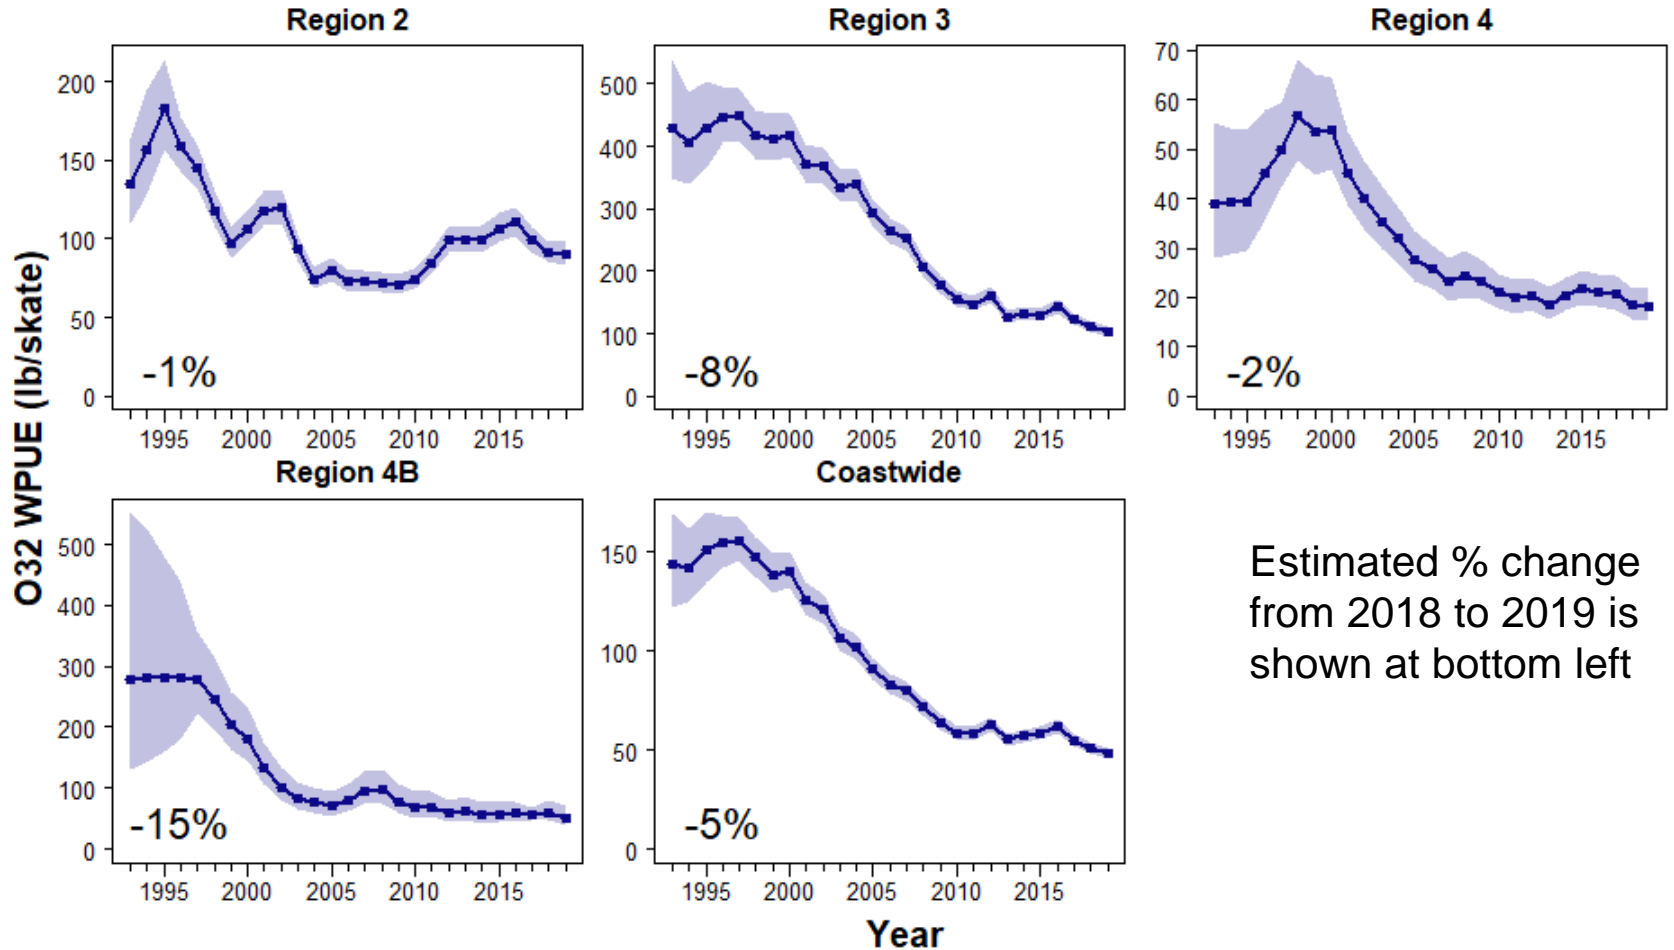 Region 2
Region 3
Region 4
O32 WPUE (lb/skate)
200
150
100
50
0
-1%
1995 2000 2005 2010 2015
500
400
300
200
100
0
-8%
1995 2000 2005 2010 2015
70
60
50
40
30
20
10
0
-2%
1995 2000 2005 2010 2015
Region 4B
Coastwide
500
400
300
200
100
0
-15%
1995 2000 2005 2010 2015
150
100
50
0
-5%
1995 2000 2005 2010 2015
Estimated % change
from 2018 to 2019 is
shown at bottom left
Year